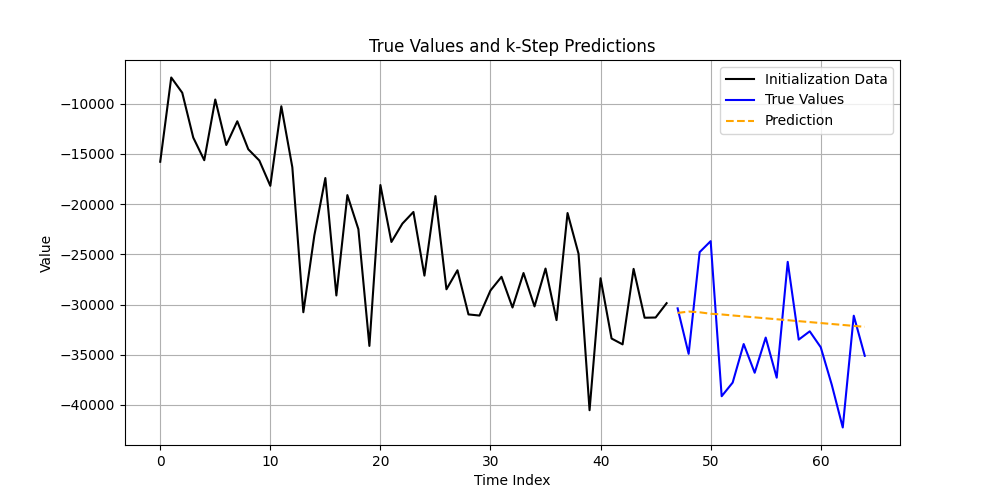 True Values and k-Step Predictions
Initialization Data
True Values
Prediction
−10000
−15000
−20000
−25000
−30000
−35000
−40000
Value
0
10
20
30
40
50
60
Time Index